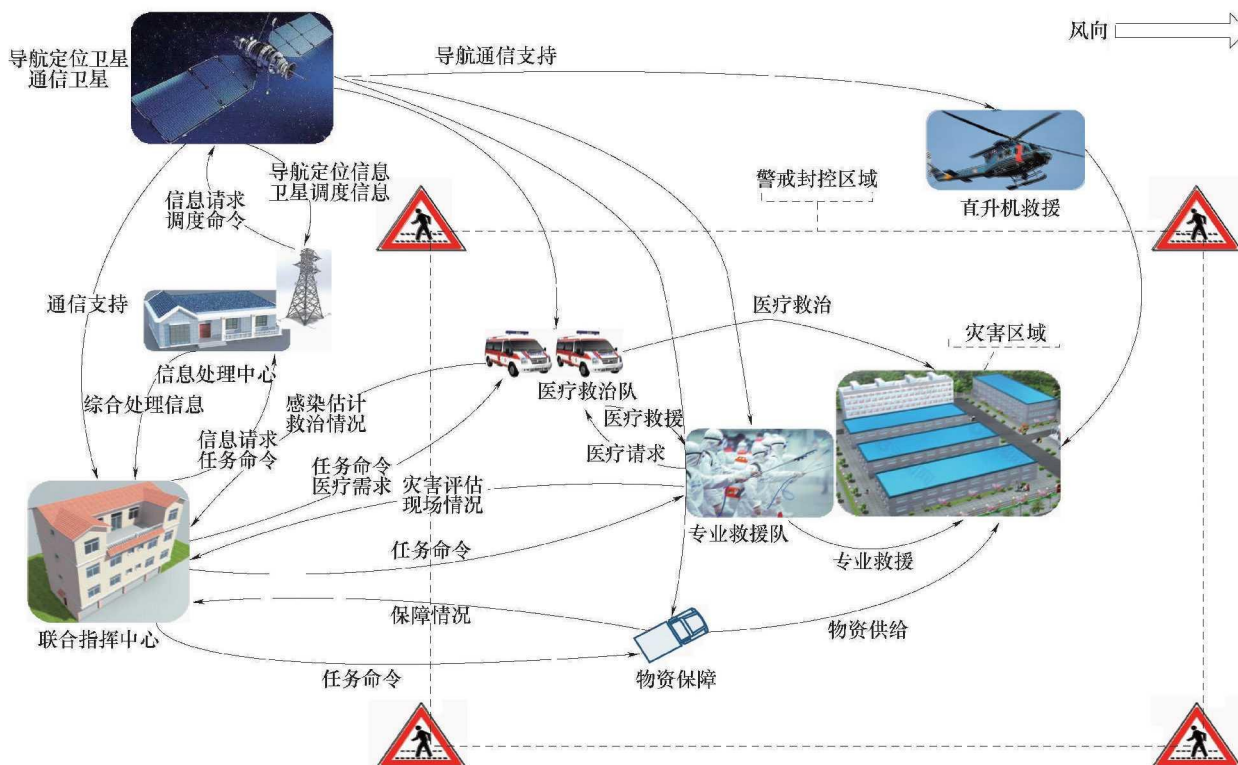 风向
导航定位卫星
通信卫星
导航通信支持
导航定位信息
卫星调度信息
信息请求
调度命令
警戒封控区域
直升机救援
通信支持
医疗救治
灾害区域
信息处理中心
医疗救治队
综合处理信息
感染估计
救治情况
医疗救援
信息请求
任务命令
医疗请求
任务命令
医疗需求
灾害评估
现场情况
专业救援队
任务命令
专业救援
保障情况
物资供给
联合指挥中心
任务命令
物资保障